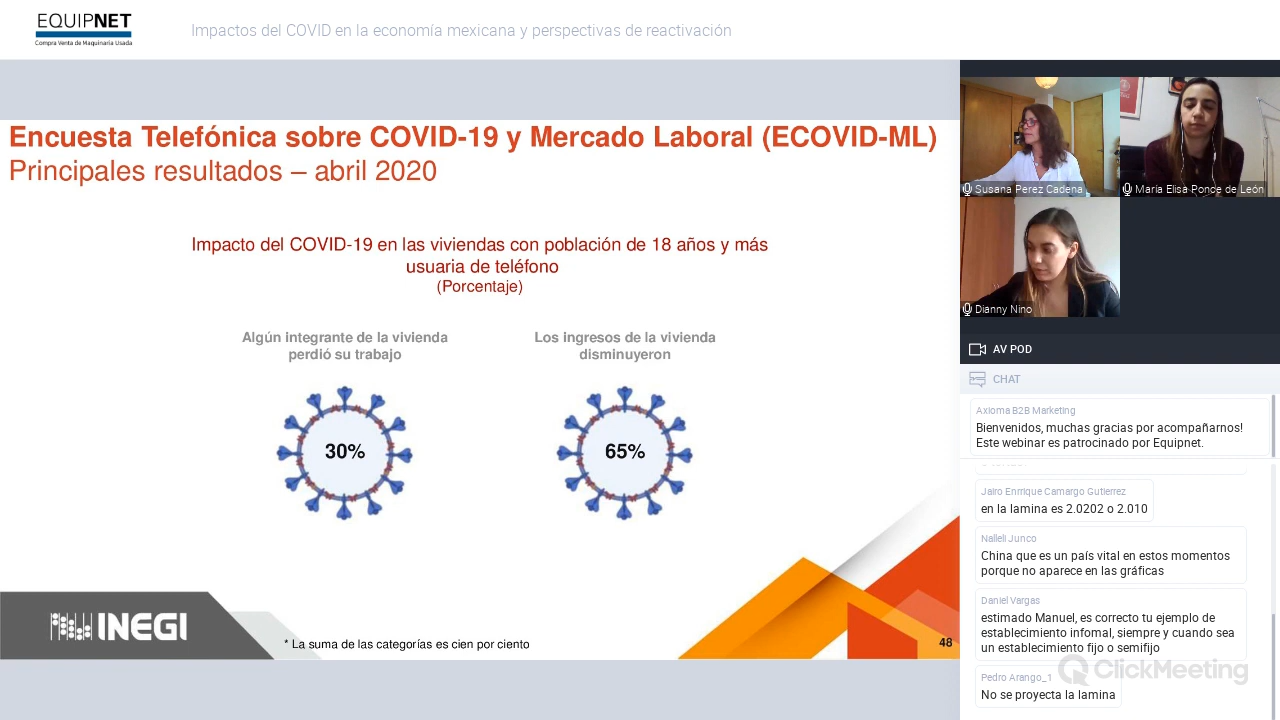 EQUIPNET
Compra Venta de Maquinaria Usada
Impactos del COVID en la economía mexicana y perspectivas de reactivación
Encuesta Telefónica sobre COVID-19 y Mercado Laboral (ECOVID-ML)
Principales resultados – abril 2020
Impacto del COVID-19 en las viviendas con población de 18 años y más
usuaria de teléfono
(Porcentaje)
Algún integrante de la vivienda
perdió su trabajo
Los ingresos de la vivienda
disminuyeron
30%
65%
INEGI
* La suma de las categorías es cien por ciento
48
Susana Perez Cadena
Maria Elisa Ponce de León
Dianny Nino
AV POD
CHAT
Axioma B2B Marketing
Bienvenidos, muchas gracias por acompañarnos!
Este webinar es patrocinado por Equipnet.
Jairo Enrrique Camargo Gutierrez
en la lamina es 2.0202 o 2.010
Nalleli Junco
China que es un país vital en estos momentos
porque no aparece en las gráficas
Daniel Vargas
estimado Manuel, es correcto tu ejemplo de
establecimiento infomal, siempre y cuando sea
un establecimiento fijo o semifijo
Pedro Arango_1
No se proyecta la lamina
ClickMeeting